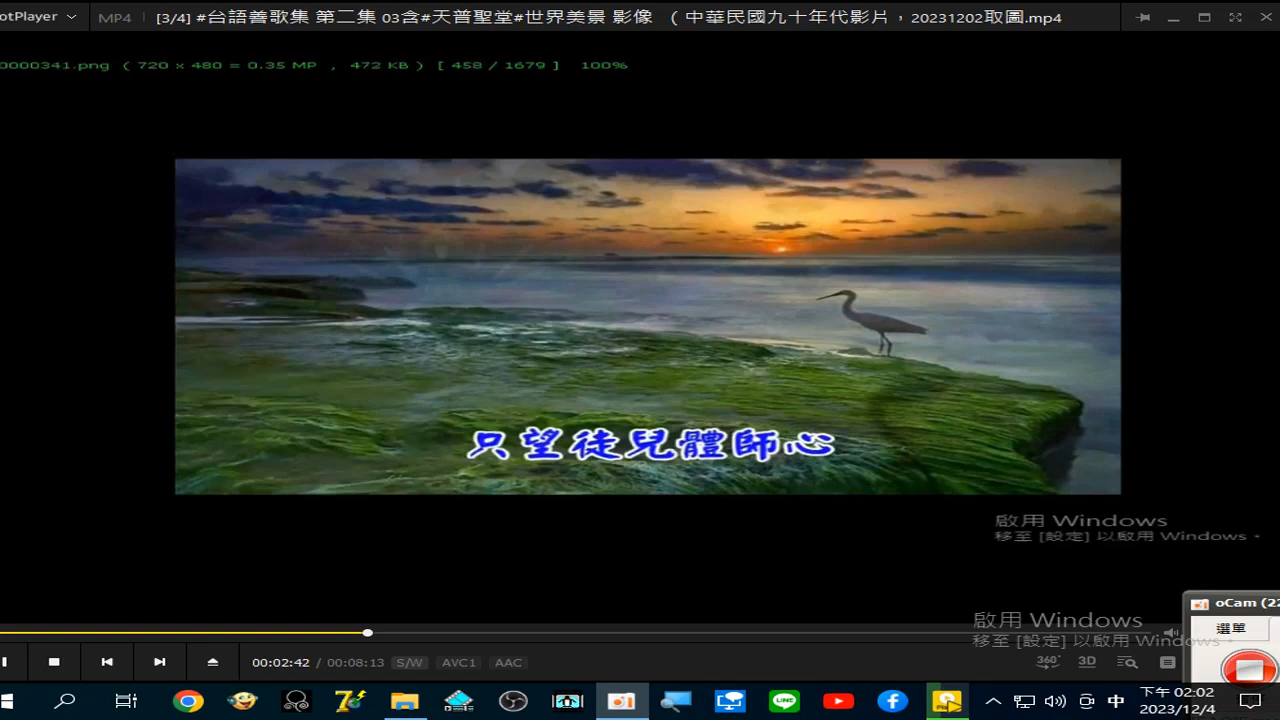 otPlayer MP4 [3/4] #台語善歌集 第二集 03含#天普聖堂#世界美景 影像 （中華民國九十年代影片，20231202取圖.mp4
0000341.png ( 720 x 480 = 0.35 MP , 472 KB ) [ 458 / 1679 ] 100%
只望徒兒體師心
啟用 Windows
移至 [設定] 以啟用 Windows。
oCam (22
啟用 Windows
選單
移至 [設定] 以啟用 Windows。
00:02:42 / 00:08:13 S/W AVC1 AAC 360° 3D
中 下午 02:02
2023/12/4